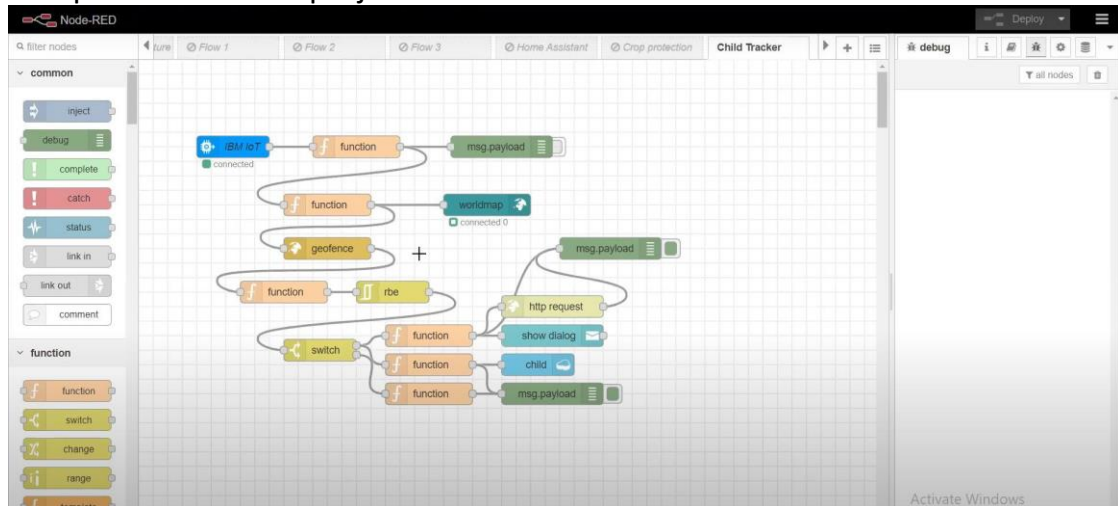 Node-RED
Deploy
filter nodes
ture
Flow 1
Flow 2
Flow 3
Home Assistant
Crop protection
Child Tracker
debug
i
all nodes
common
inject
debug
complete
catch
status
link in
link out
comment
function
function
switch
change
range
IBM IoT
connected
function
msg.payload
function
worldmap
connected 0
geofence
msg.payload
function
rbe
http request
function
show dialog
switch
function
child
function
msg.payload
Activate Windows